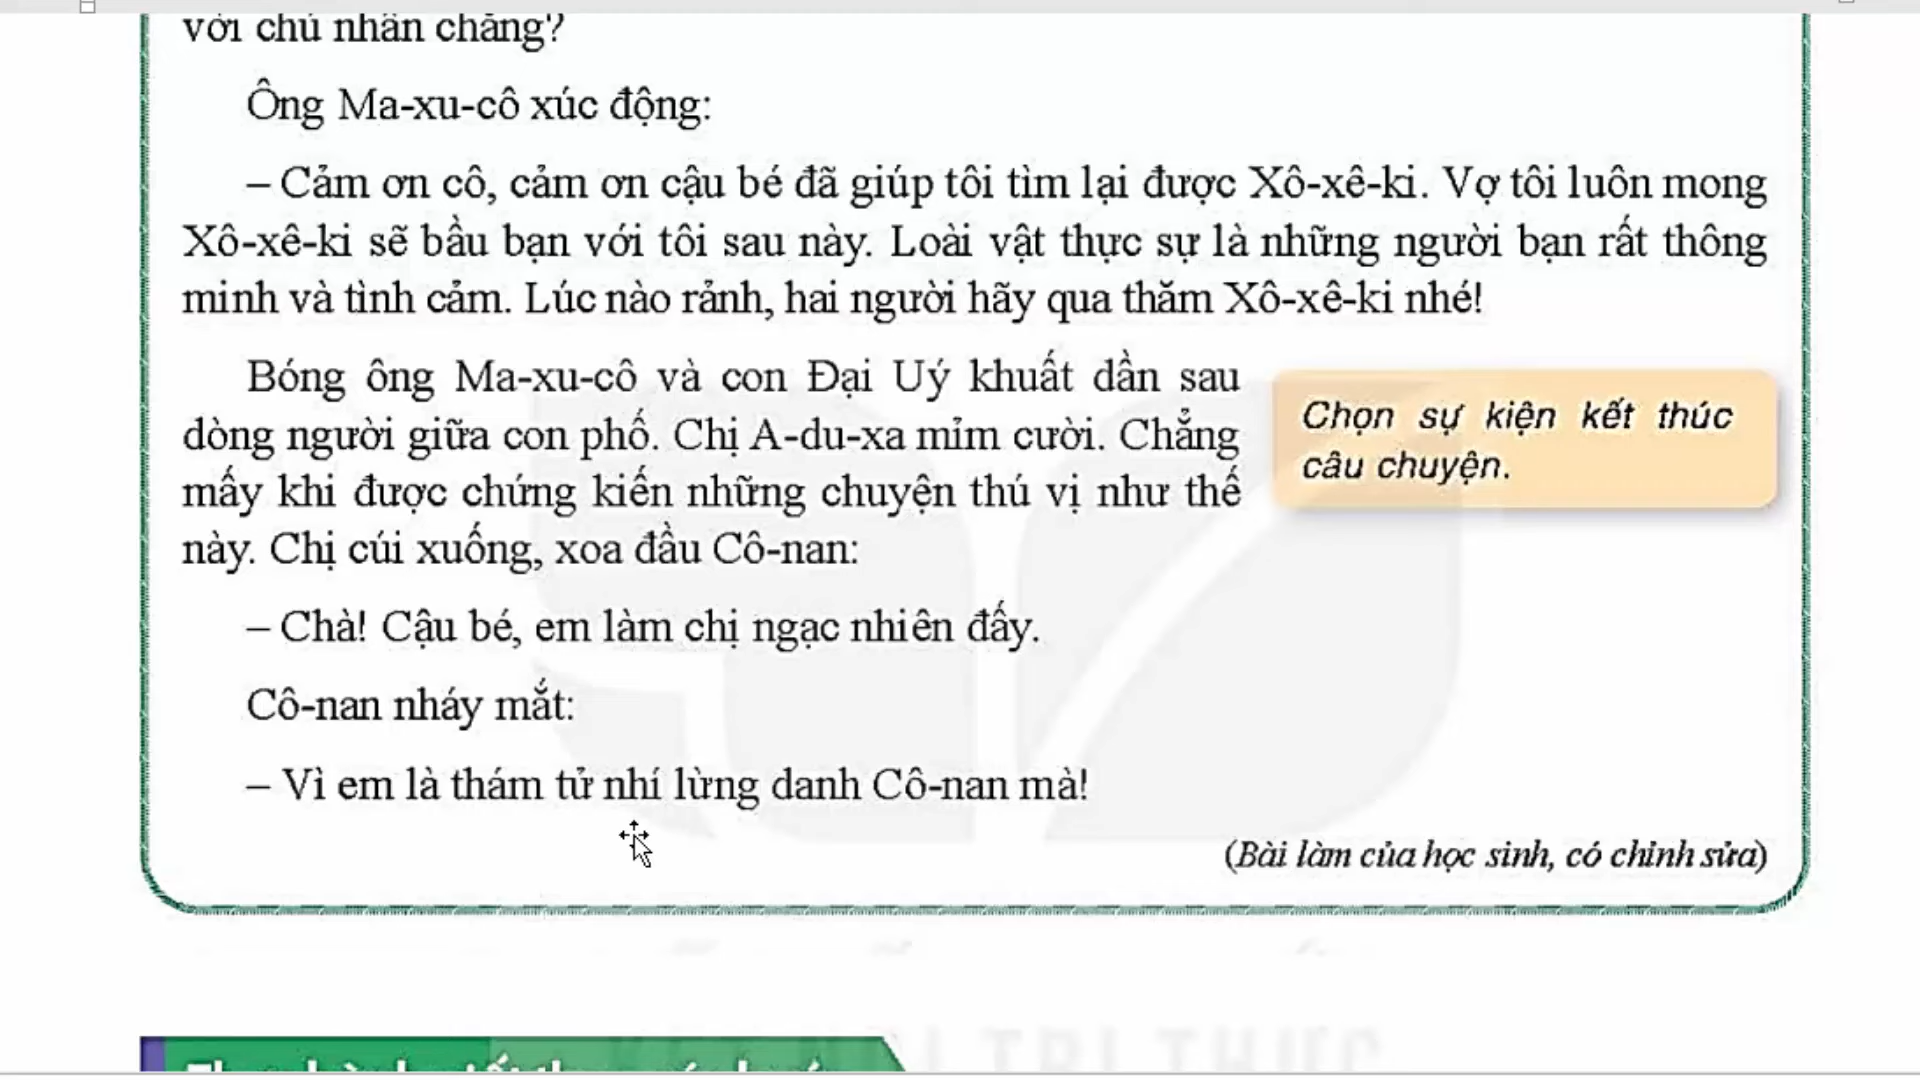 với chủ nhân chăng?
Ông Ma-xu-cô xúc động:
– Cảm ơn cô, cảm ơn cậu bé đã giúp tôi tìm lại được Xô-xê-ki. Vợ tôi luôn mong
Xô-xê-ki sẽ bầu bạn với tôi sau này. Loài vật thực sự là những người bạn rất thông
minh và tình cảm. Lúc nào rảnh, hai người hãy qua thăm Xô-xê-ki nhé!
Bóng ông Ma-xu-cô và con Đại Uý khuất dần sau
dòng người giữa con phố. Chị A-du-xa mỉm cười. Chẳng
mấy khi được chứng kiến những chuyện thú vị như thế
này. Chị cúi xuống, xoa đầu Cô-nan:
Chọn sự kiện kết thúc
câu chuyện.
– Chà! Cậu bé, em làm chị ngạc nhiên đấy.
Cô-nan nháy mắt:
– Vì em là thám tử nhí lừng danh Cô-nan mà!
(Bài làm của học sinh, có chỉnh sửa)
TRI THỨC